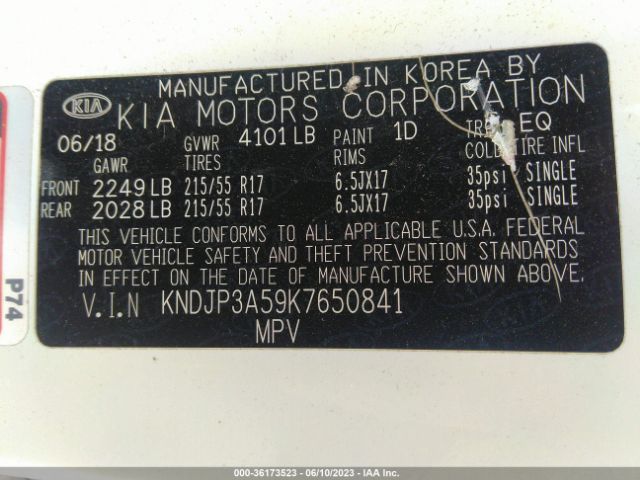 MANUFACTURED IN KOREA BY
KIA KIA MOTORS CORPORATION
06/18 GVWR 4101 LB PAINT 1D EQ
GAWR TIRES RIMS COLD TIRE INFL
FRONT 2249 LB 215/55 R17 6.5JX17 35psi, SINGLE
REAR 2028 LB 215/55 R17 6.5JX17 35psi, SINGLE
THIS VEHICLE CONFORMS TO ALL APPLICABLE U.S.A. FEDERAL
MOTOR VEHICLE SAFETY AND THEFT PREVENTION STANDARDS
IN EFFECT ON THE DATE OF MANUFACTURE SHOWN ABOVE.
V.I.N KNDJP3A59K7650841
MPV
P74
000-36173523 - 06/10/2023 - IAA Inc.